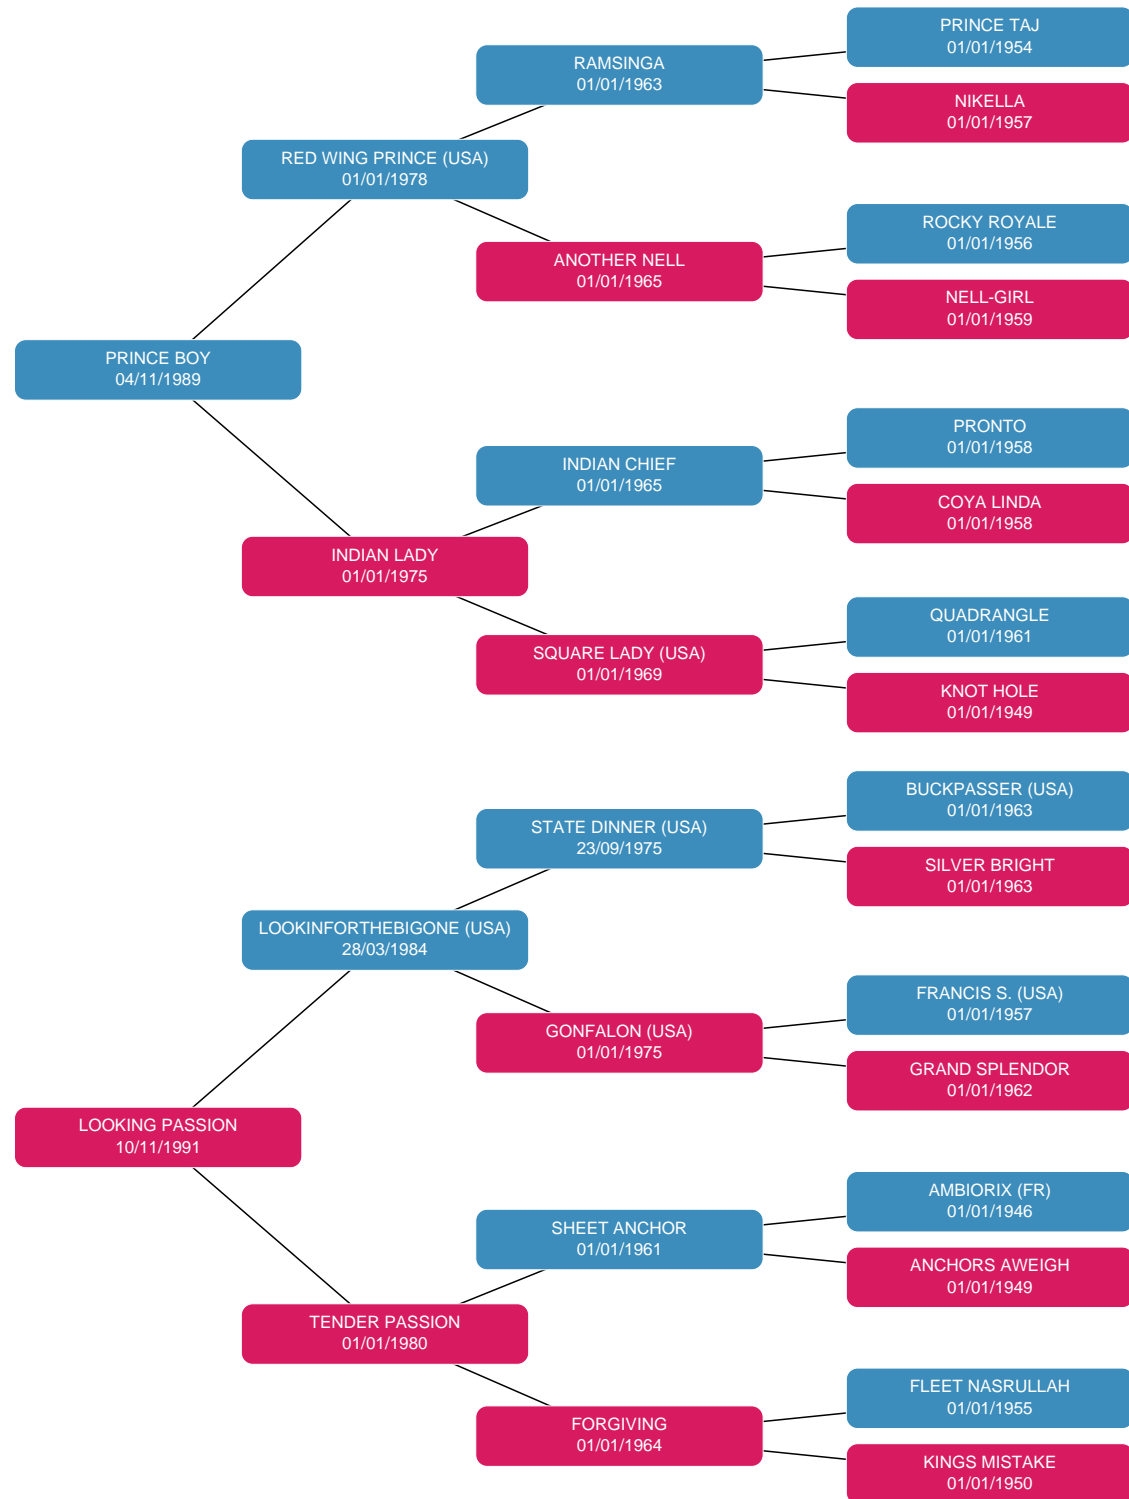 PRINCE TAJ
01/01/1954
RAMSINGA
01/01/1963
NIKELLA
01/01/1957
RED WING PRINCE (USA)
01/01/1978
ROCKY ROYALE
01/01/1956
ANOTHER NELL
01/01/1965
NELL-GIRL
01/01/1959
PRINCE BOY
04/11/1989
PRONTO
01/01/1958
INDIAN CHIEF
01/01/1965
COYA LINDA
01/01/1958
INDIAN LADY
01/01/1975
QUADRANGLE
01/01/1961
SQUARE LADY (USA)
01/01/1969
KNOT HOLE
01/01/1949
BUCKPASSER (USA)
01/01/1963
STATE DINNER (USA)
23/09/1975
SILVER BRIGHT
01/01/1963
LOOKINFORTHEBIGONE (USA)
28/03/1984
FRANCIS S. (USA)
01/01/1957
GONFALON (USA)
01/01/1975
GRAND SPLENDOR
01/01/1962
LOOKING PASSION
10/11/1991
AMBIORIX (FR)
01/01/1946
SHEET ANCHOR
01/01/1961
ANCHORS AWEIGH
01/01/1949
TENDER PASSION
01/01/1980
FLEET NASRULLAH
01/01/1955
FORGIVING
01/01/1964
KINGS MISTAKE
01/01/1950